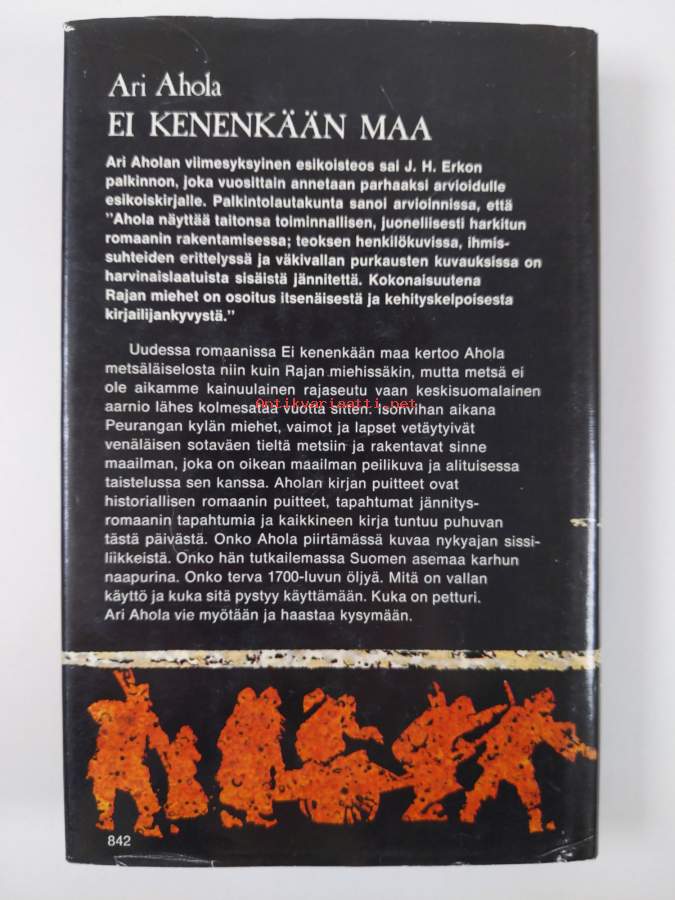 Ari Ahola
EI KENENKÄÄN MAA
Ari Aholan viimesyksyinen esikoisteos sai J. H. Erkon
palkinnon, joka vuosittain annetaan parhaaksi arvioidulle
esikoiskirjalle. Palkintolautakunta sanoi arvioinnissa, että
"Ahola näyttää taitonsa toiminnallisen, juonellisesti harkitun
romaanin rakentamisessa; teoksen henkilökuvissa, ihmis-
suhteiden erittelyssä ja väkivallan purkausten kuvauksissa on
harvinaislaatuista sisäistä jännitettä. Kokonaisuutena
Rajan miehet on osoitus itsenäisestä ja kehityskelpoisesta
kirjailijankyvystä."
Uudessa romaanissa Ei kenenkään maa kertoo Ahola
metsäläiselosta niin kuin Rajan miehissäkin, mutta metsä ei
ole aikamme kainuulainen rajaseutu vaan keskisuomalainen
aarnio lähes kolmesataa vuotta sitten. Isonvihan aikana
Antikvariaatti.net
Peurangan kylän miehet, vaimot ja lapset vetäytyivät
venäläisen sotaväen tieltä metsiin ja rakentavat sinne
maailman, joka on oikean maailman peilikuva ja alituisessa
taistelussa sen kanssa. Aholan kirjan puitteet ovat
historiallisen romaanin puitteet, tapahtumat jännitys-
romaanin tapahtumia ja kaikkineen kirja tuntuu puhuvan
tästä päivästä. Onko Ahola piirtämässä kuvaa nykyajan sissi-
liikkeistä. Onko hän tutkailemassa Suomen asemaa karhun
naapurina. Onko terva 1700-luvun öljyä. Mitä on vallan
käyttö ja kuka sitä pystyy käyttämään. Kuka on petturi.
Ari Ahola vie myötään ja haastaa kysymään.
842